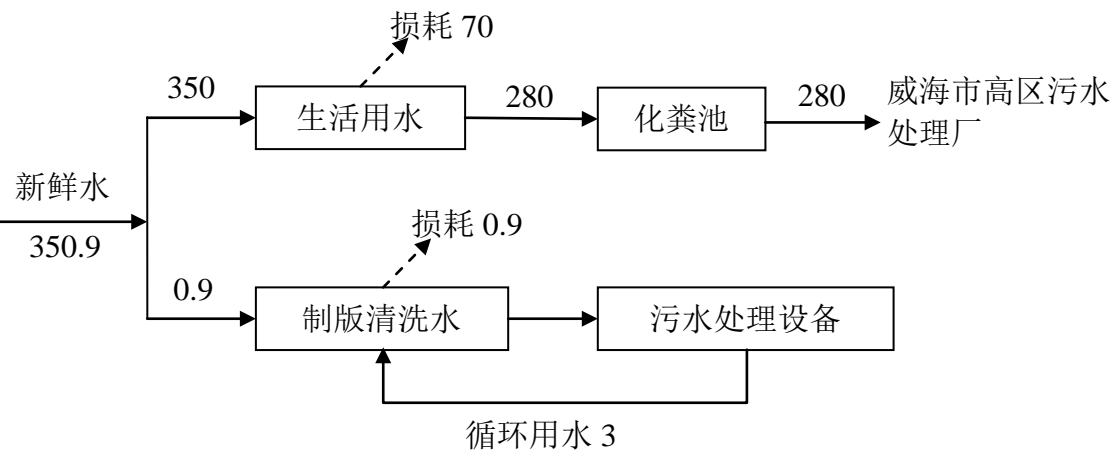 损耗 70
350
生活用水
280
化粪池
280
威海市高区污水
处理厂
新鲜水
350.9
损耗 0.9
0.9
制版清洗水
污水处理设备
循环用水 3